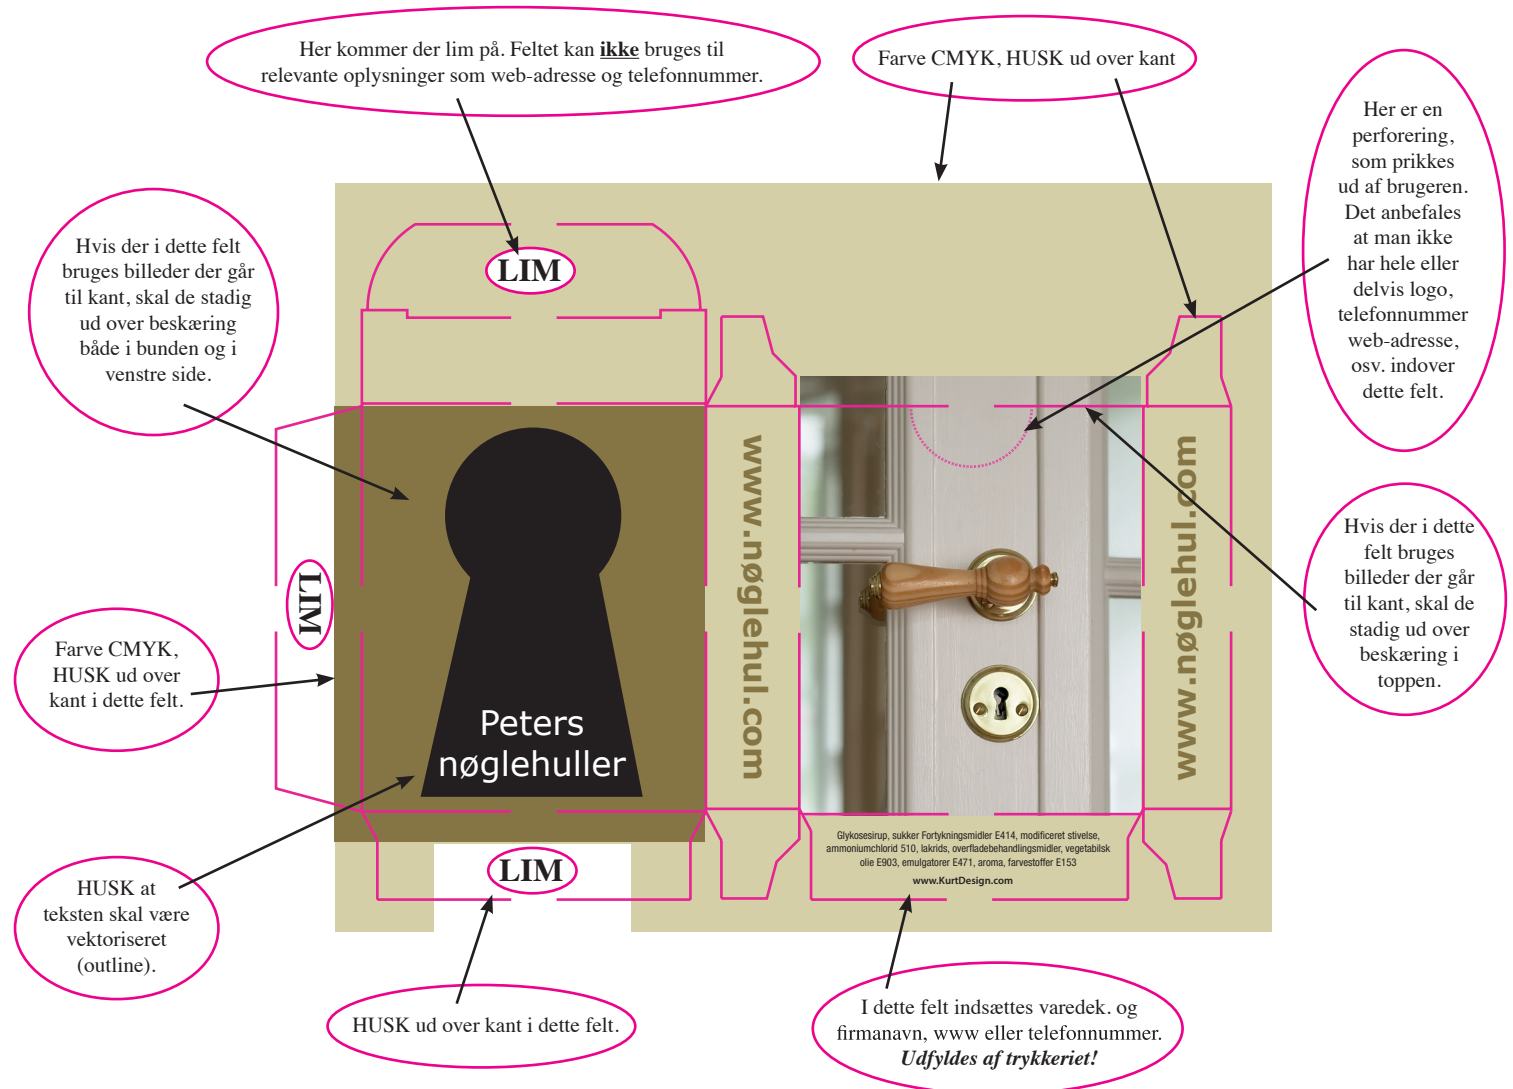 Her kommer der lim på. Feltet kan ikke bruges til
relevante oplysninger som web-adresse og telefonnummer.
Farve CMYK, HUSK ud over kant
Her er en
perforering,
som prikkes
ud af brugeren.
Det anbefales
at man ikke
har hele eller
delvis logo,
telefonnummer
web-adresse,
osv. indover
dette felt.
Hvis der i dette felt
bruges billeder der går
til kant, skal de stadig
ud over beskæring
både i bunden og i
venstre side.
LIM
LIM
www.nøglehul.com
www.nøglehul.com
Hvis der i dette
felt bruges
billeder der går
til kant, skal de
stadig ud over
beskæring i
toppen.
Farve CMYK,
HUSK ud over
kant i dette felt.
Peters
nøglehuller
Glykosesirup, sukker Fortykningsmidler E414, modificeret stivelse,
ammoniumchlorid 510, lakrids, overfladebehandlingsmidler, vegetabilsk
olie E903, emulgatorer E471, aroma, farvestoffer E153
www.KurtDesign.com
LIM
HUSK at
teksten skal være
vektoriseret
(outline).
HUSK ud over kant i dette felt.
I dette felt indsættes varedek. og
firmanavn, www eller telefonnummer.
Udfyldes af trykkeriet!